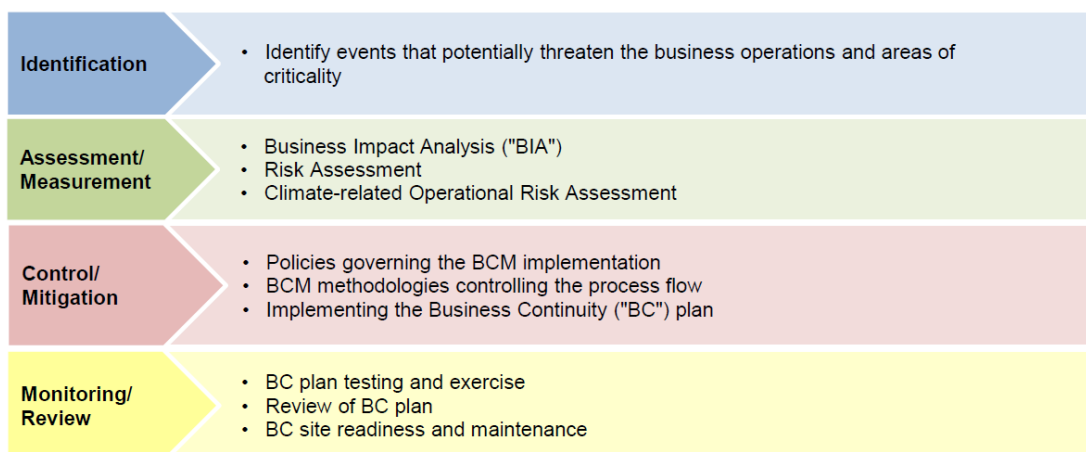 Identification
• Identify events that potentially threaten the business operations and areas of
criticality
Assessment/
Measurement
• Business Impact Analysis ("BIA")
• Risk Assessment
• Climate-related Operational Risk Assessment
Control/
Mitigation
• Policies governing the BCM implementation
• BCM methodologies controlling the process flow
• Implementing the Business Continuity ("BC") plan
Monitoring/
Review
• BC plan testing and exercise
• Review of BC plan
• BC site readiness and maintenance